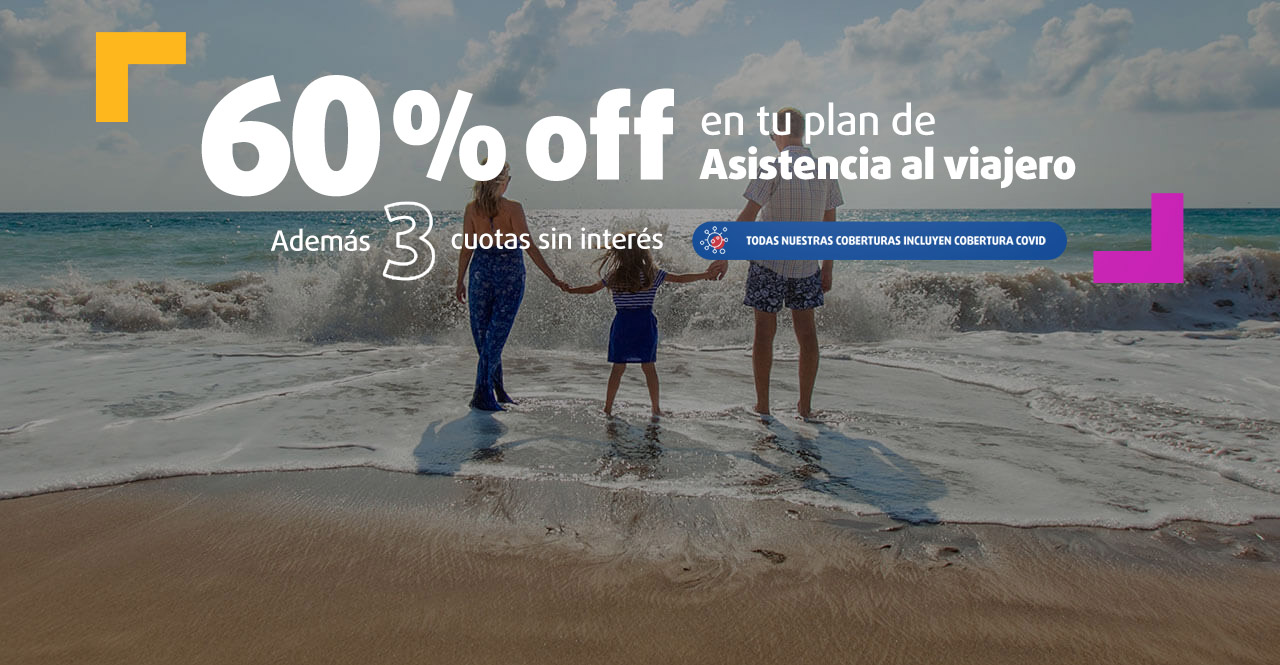 60% off
en tu plan de
Asistencia al viajero
Además 3 cuotas sin interés
TODAS NUESTRAS COBERTURAS INCLUYEN COBERTURA COVID